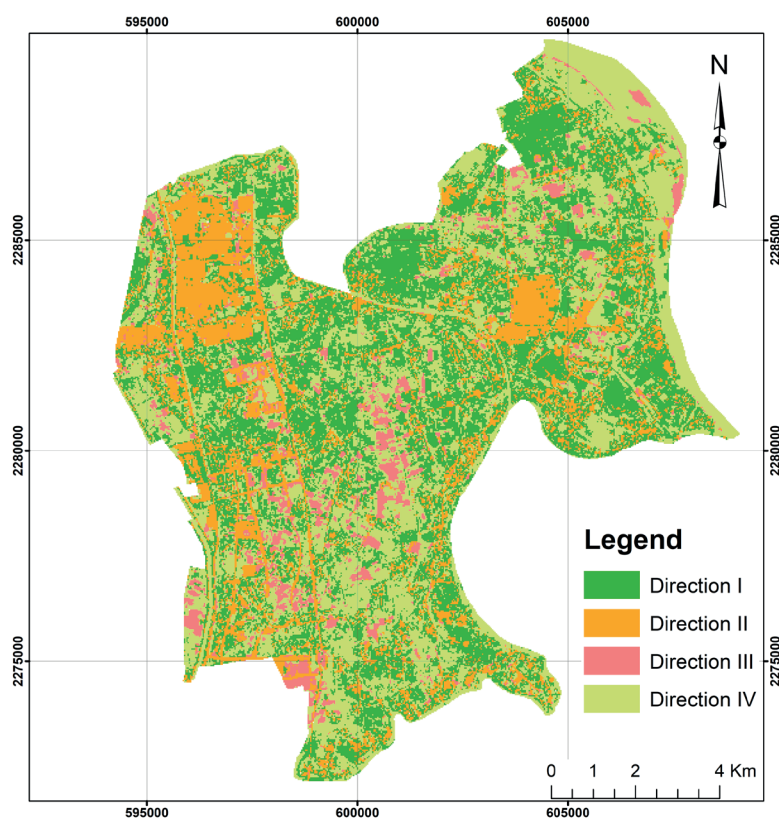 595000 600000 605000
N
2285000 2285000
2280000 2280000
Legend
Direction I
Direction II
Direction III
Direction IV
2275000 2275000
0 1 2 4 Km
595000 600000 605000